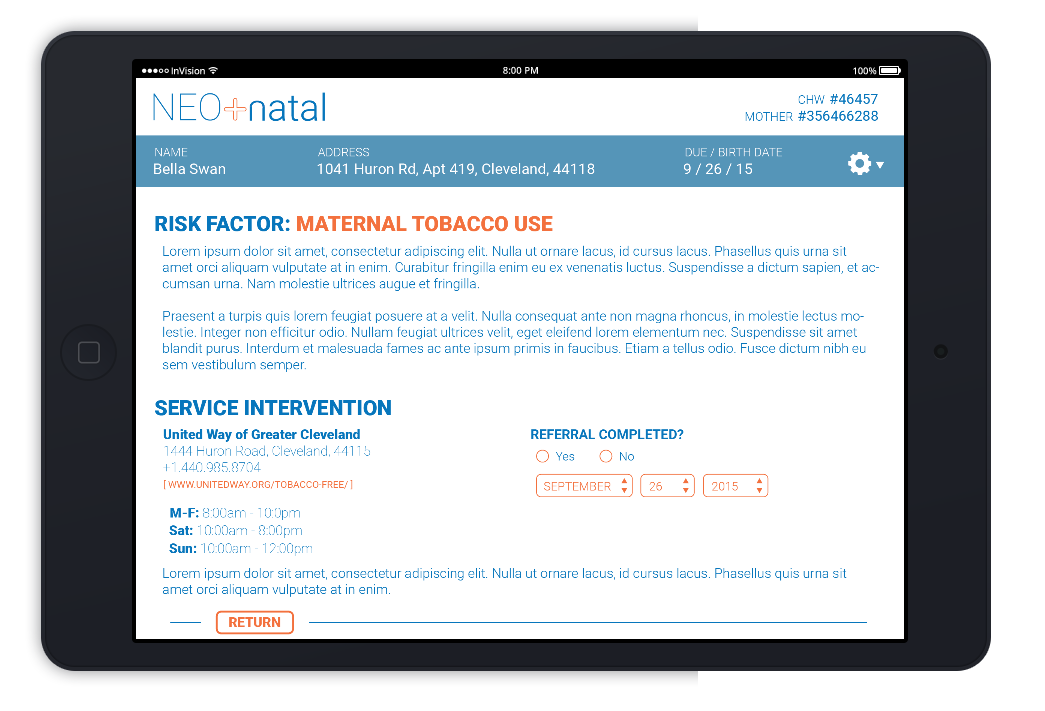 InVision 8:00 PM 100%
NEO+natal
CHW #46457
MOTHER #356466288
NAME ADDRESS DUE / BIRTH DATE
Bella Swan 1041 Huron Rd, Apt 419, Cleveland, 44118 9 / 26 / 15
RISK FACTOR: MATERNAL TOBACCO USE
Lorem ipsum dolor sit amet, consectetur adipiscing elit. Nulla ut ornare lacus, id cursus lacus. Phasellus quis urna sit
amet orci aliquam vulputate at in enim. Curabitur fringilla enim eu ex venenatis luctus. Suspendisse a dictum sapien, et ac-
cumsan urna. Nam molestie ultrices augue et fringilla.
Praesent a turpis quis lorem feugiat posuere at a velit. Nulla consequat ante non magna rhoncus, in molestie lectus mo-
lestie. Integer non efficitur odio. Nullam feugiat ultrices velit, eget eleifend lorem elementum nec. Suspendisse sit amet
blandit purus. Interdum et malesuada fames ac ante ipsum primis in faucibus. Etiam a tellus odio. Fusce dictum nibh eu
sem vestibulum semper.
SERVICE INTERVENTION
United Way of Greater Cleveland
1444 Huron Road, Cleveland, 44115
+1.440.985.8704
[ WWW.UNITEDWAY.ORG/TOBACCO-FREE/ ]
M-F: 8:00am - 10:0pm
Sat: 10:00am - 8:00pm
Sun: 10:00am - 12:00pm
REFERRAL COMPLETED?
Yes No
SEPTEMBER 26 2015
Lorem ipsum dolor sit amet, consectetur adipiscing elit. Nulla ut ornare lacus, id cursus lacus. Phasellus quis urna sit
amet orci aliquam vulputate at in enim.
RETURN